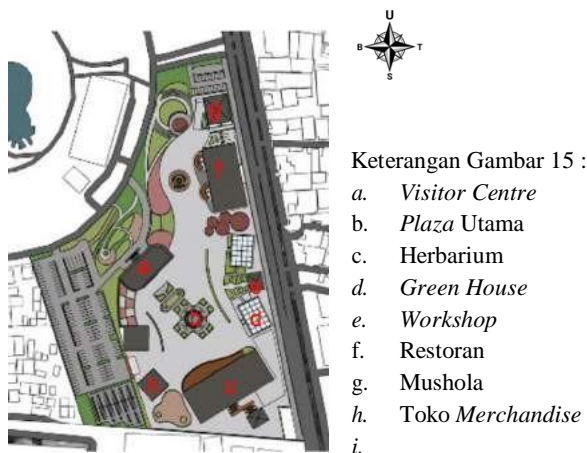 U
B T
S
Keterangan Gambar 15 :
a. Visitor Centre
b. Plaza Utama
c. Herbarium
d. Green House
e. Workshop
f. Restoran
g. Mushola
h. Toko Merchandise
i.
g
f
a
e
d
b
h
c